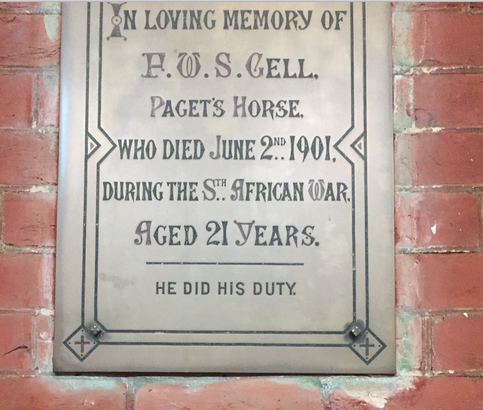 IN LOVING MEMORY OF
F.W.S. GELL,
PAGET'S HORSE,
WHO DIED JUNE 2ND 1901,
DURING THE STH AFRICAN WAR,
AGED 21 YEARS.
HE DID HIS DUTY.